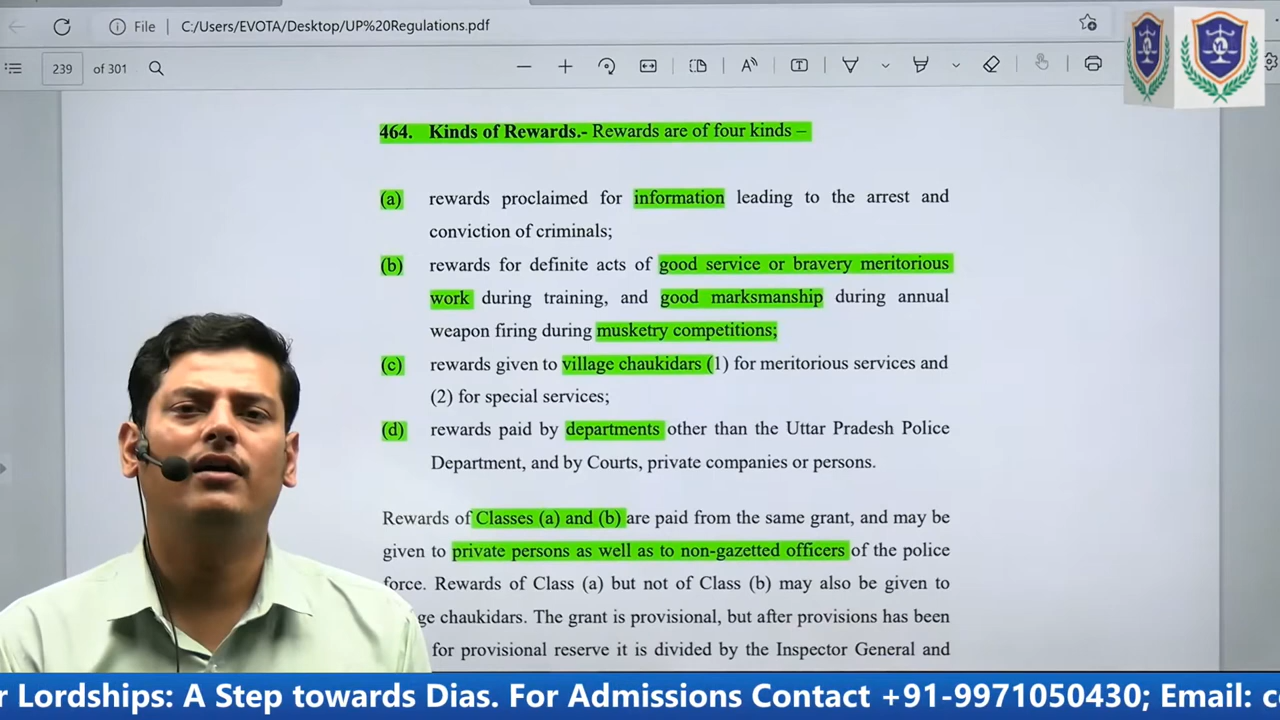 File C:/Users/EVOTA/Desktop/UP%20Regulations.pdf
239 of 301
464. Kinds of Rewards.- Rewards are of four kinds –
(a) rewards proclaimed for information leading to the arrest and
conviction of criminals;
(b) rewards for definite acts of good service or bravery meritorious
work during training, and good marksmanship during annual
weapon firing during musketry competitions;
(c) rewards given to village chaukidars (1) for meritorious services and
(2) for special services;
(d) rewards paid by departments other than the Uttar Pradesh Police
Department, and by Courts, private companies or persons.
Rewards of Classes (a) and (b) are paid from the same grant, and may be
given to private persons as well as to non-gazetted officers of the police
force. Rewards of Class (a) but not of Class (b) may also be given to
ge chaukidars. The grant is provisional, but after provisions has been
for provisional reserve it is divided by the Inspector General and
r Lordships: A Step towards Dias. For Admissions Contact +91-9971050430; Email: c